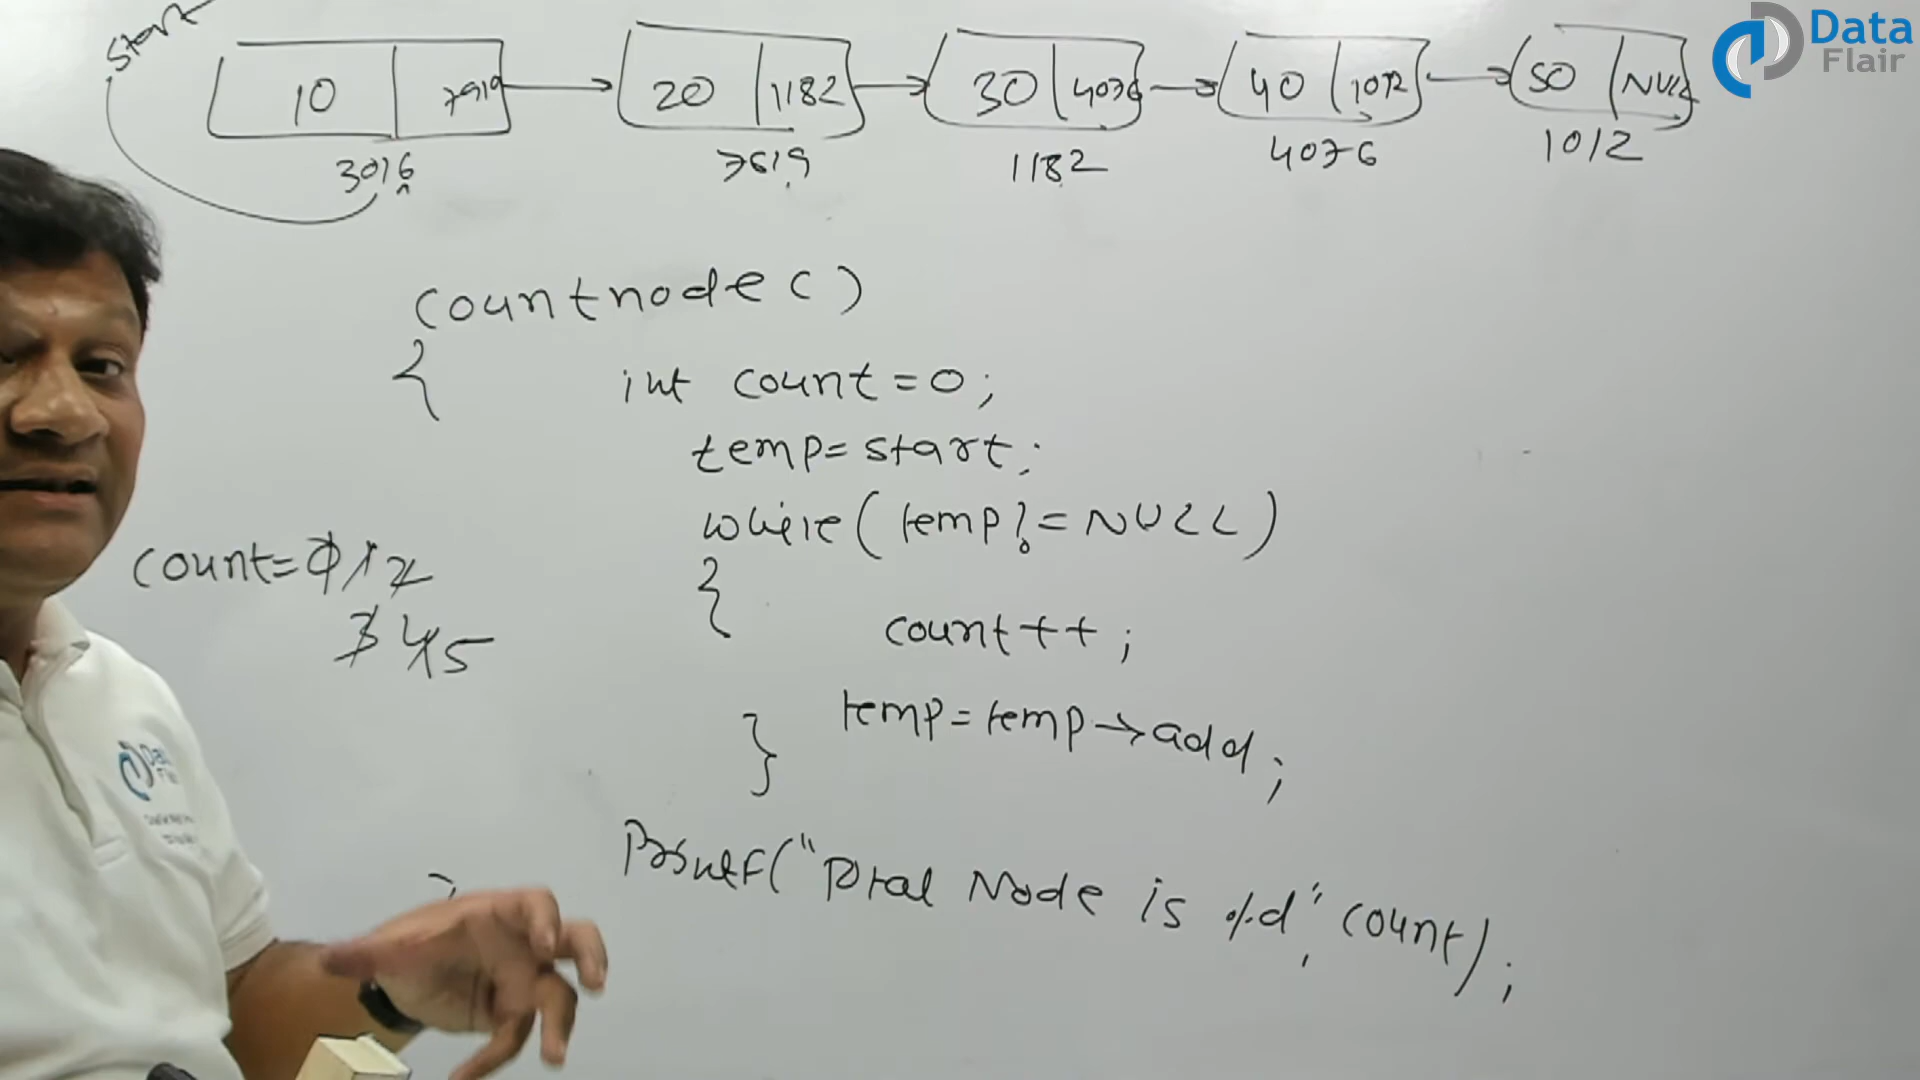 Start
10 7919 20 1182 30 4076 40 1012 50 NULL
3016 7619 1182 4076 1012
countnode()
{
int count=0;
temp=start;
while(temp!=NULL)
{
count++;
temp=temp→add;
}
Printf("Total Node is %d", count);
count=0 1 2
3 4 5
Data
Flair